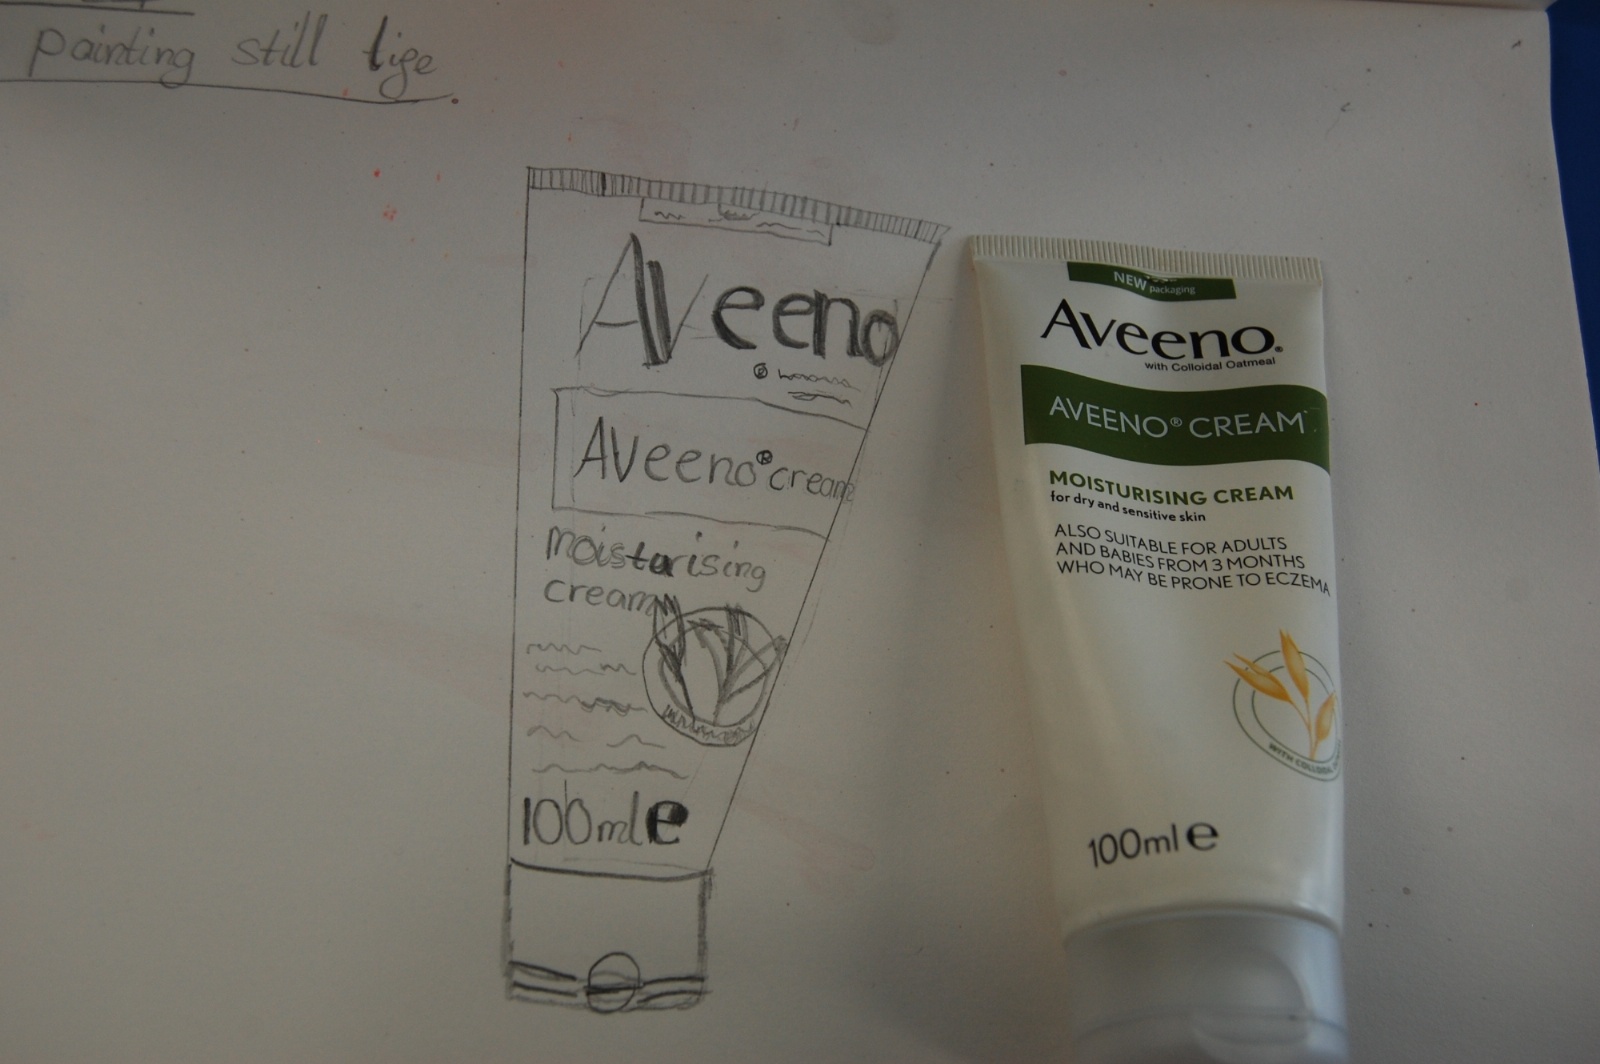 painting still lige.
Aveeno
AVeeno® cream
moisturising
cream
100ml e
NEW packaging
Aveeno®
with Colloidal Oatmeal
AVEENO® CREAM
MOISTURISING CREAM
for dry and sensitive skin
ALSO SUITABLE FOR ADULTS
AND BABIES FROM 3 MONTHS
WHO MAY BE PRONE TO ECZEMA
WITH COLLOIDAL
100ml e